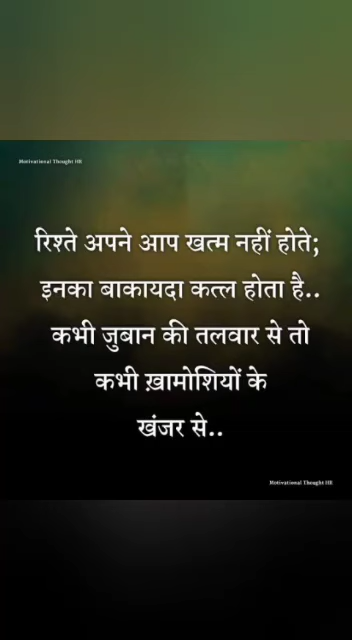 Motivational Thought HR
रिश्ते अपने आप खत्म नहीं होते;
इनका बाकायदा कत्ल होता है..
कभी जुबान की तलवार से तो
कभी ख़ामोशियों के
खंजर से..
Motivational Thought HR